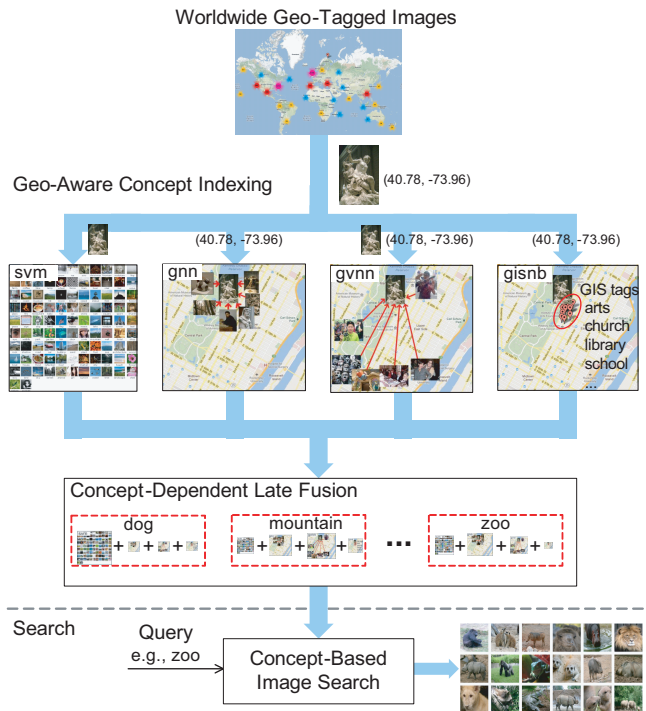 Worldwide Geo-Tagged Images
(40.78, -73.96)
Geo-Aware Concept Indexing
(40.78, -73.96)
(40.78, -73.96)
(40.78, -73.96)
svm
gnn
gvnn
gisnb
GIS tags
arts
church
library
school
...
Concept-Dependent Late Fusion
dog
mountain
zoo
+ + +
+ + +
...
+ + +
Search
Query
e.g., zoo
Concept-Based
Image Search